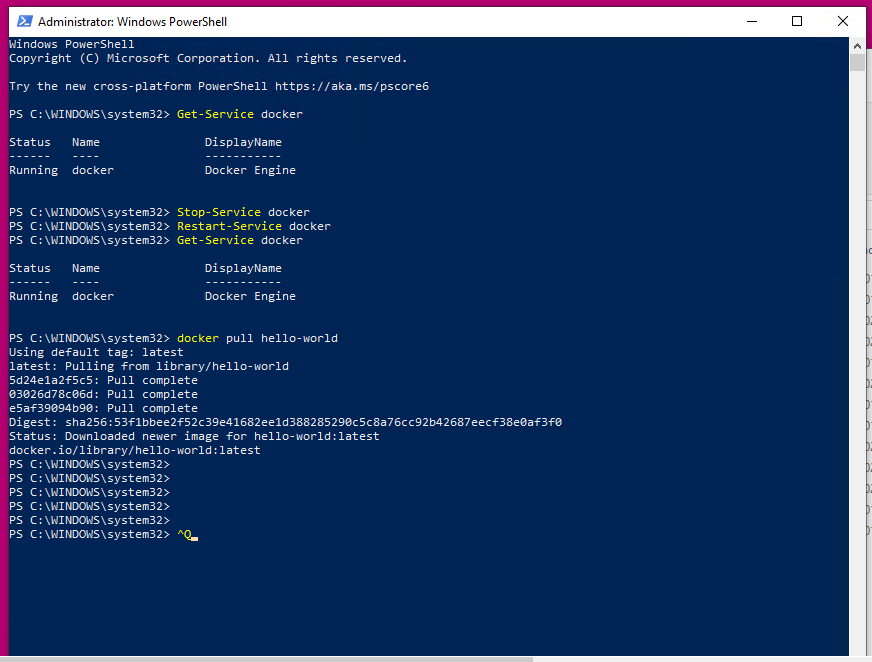 Administrator: Windows PowerShell
Windows PowerShell
Copyright (C) Microsoft Corporation. All rights reserved.
Try the new cross-platform PowerShell https://aka.ms/pscore6
PS C:\WINDOWS\system32> Get-Service docker
Status   Name               DisplayName
------   ----               -----------
Running  docker             Docker Engine
PS C:\WINDOWS\system32> Stop-Service docker
PS C:\WINDOWS\system32> Restart-Service docker
PS C:\WINDOWS\system32> Get-Service docker
Status   Name               DisplayName
------   ----               -----------
Running  docker             Docker Engine
PS C:\WINDOWS\system32> docker pull hello-world
Using default tag: latest
latest: Pulling from library/hello-world
5d24e1a2f5c5: Pull complete
03026d78c06d: Pull complete
e5af39094b90: Pull complete
Digest: sha256:53f1bbee2f52c39e41682ee1d388285290c5c8a76cc92b42687eecf38e0af3f0
Status: Downloaded newer image for hello-world:latest
docker.io/library/hello-world:latest
PS C:\WINDOWS\system32>
PS C:\WINDOWS\system32>
PS C:\WINDOWS\system32>
PS C:\WINDOWS\system32>
PS C:\WINDOWS\system32>
PS C:\WINDOWS\system32> ^Q